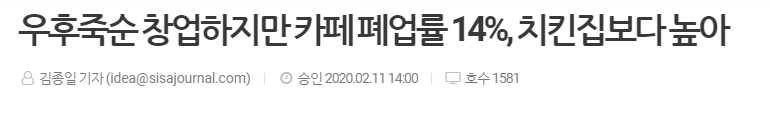 우후죽순 창업하지만 카페 폐업률 14%, 치킨집보다 높아
김종일 기자 (idea@sisajournal.com) | 승인 2020.02.11 14:00 | 호수 1581